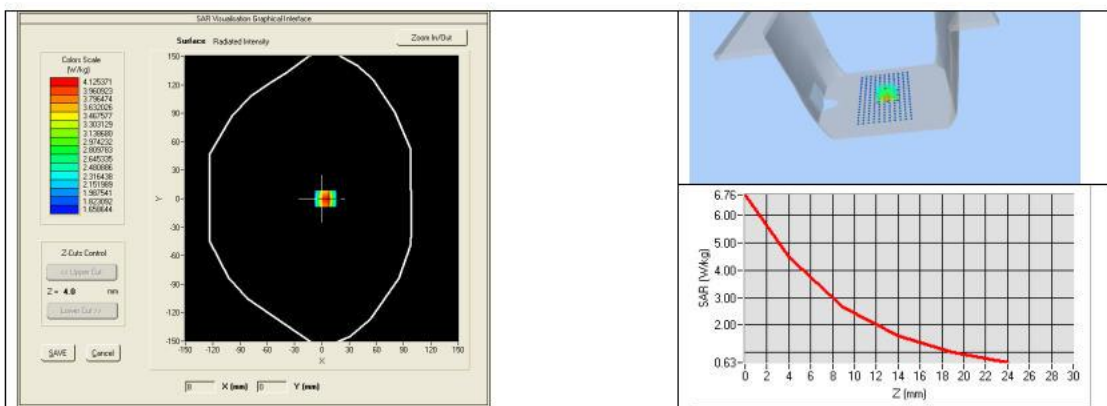 SAR Visualisation Graphical Interface
Surface Radiated Intensity
Zoom In/Out
Colors Scale
(W/kg)
4.125371
3.960923
3.796474
3.632026
3.467577
3.303129
3.138680
2.974232
2.809783
2.645335
2.480886
2.316438
2.151989
1.987541
1.823092
1.658644
Z-Cuts Control
<< Upper Cut
Z = 4.0 mm
Lower Cut >>
SAVE Cancel
150
120
90
60
30
0
-30
-60
-90
-120
-150
Y
-150 -120 -90 -60 -30 0 30 60 90 120 150
X
X (mm) 0 Y (mm)
6.76
6.00
5.00
4.00
3.00
2.00
0.63
SAR (W/kg)
0 2 4 6 8 10 12 14 16 18 20 22 24 26 28 30
Z (mm)